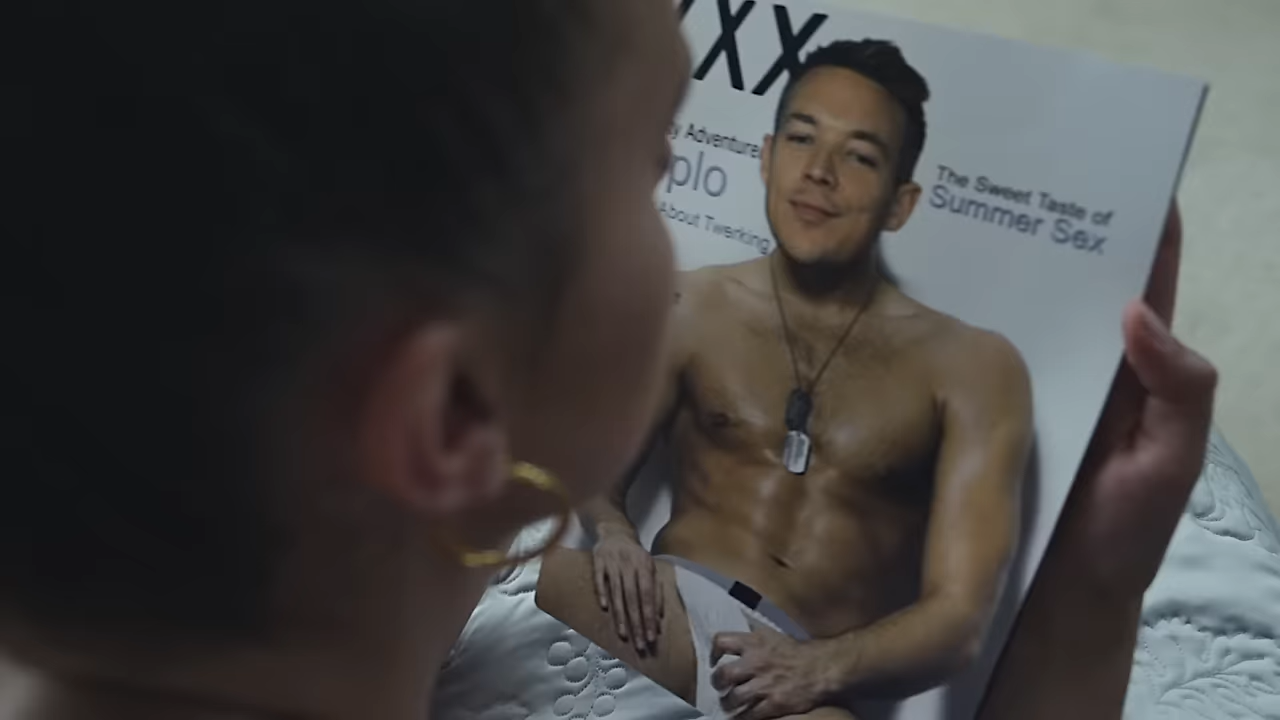 XX
Adventure
plo
The Sweet Taste of
Summer Sex
About Twerking